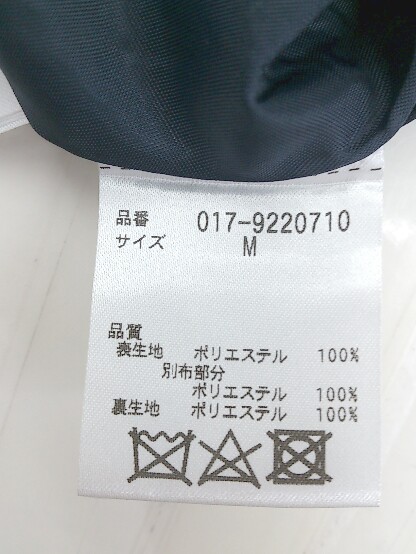 品番 017-9220710
サイズ M
品質
表生地 ポリエステル 100%
別布部分
ポリエステル 100%
裏生地 ポリエステル 100%